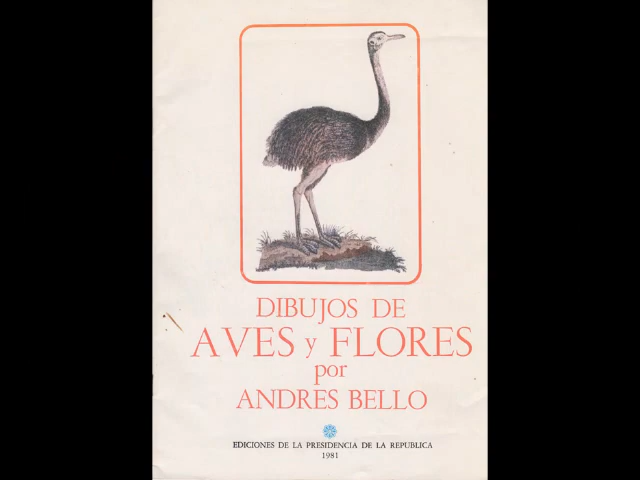 DIBUJOS DE
AVES y FLORES
por
ANDRES BELLO
EDICIONES DE LA PRESIDENCIA DE LA REPUBLICA
1981